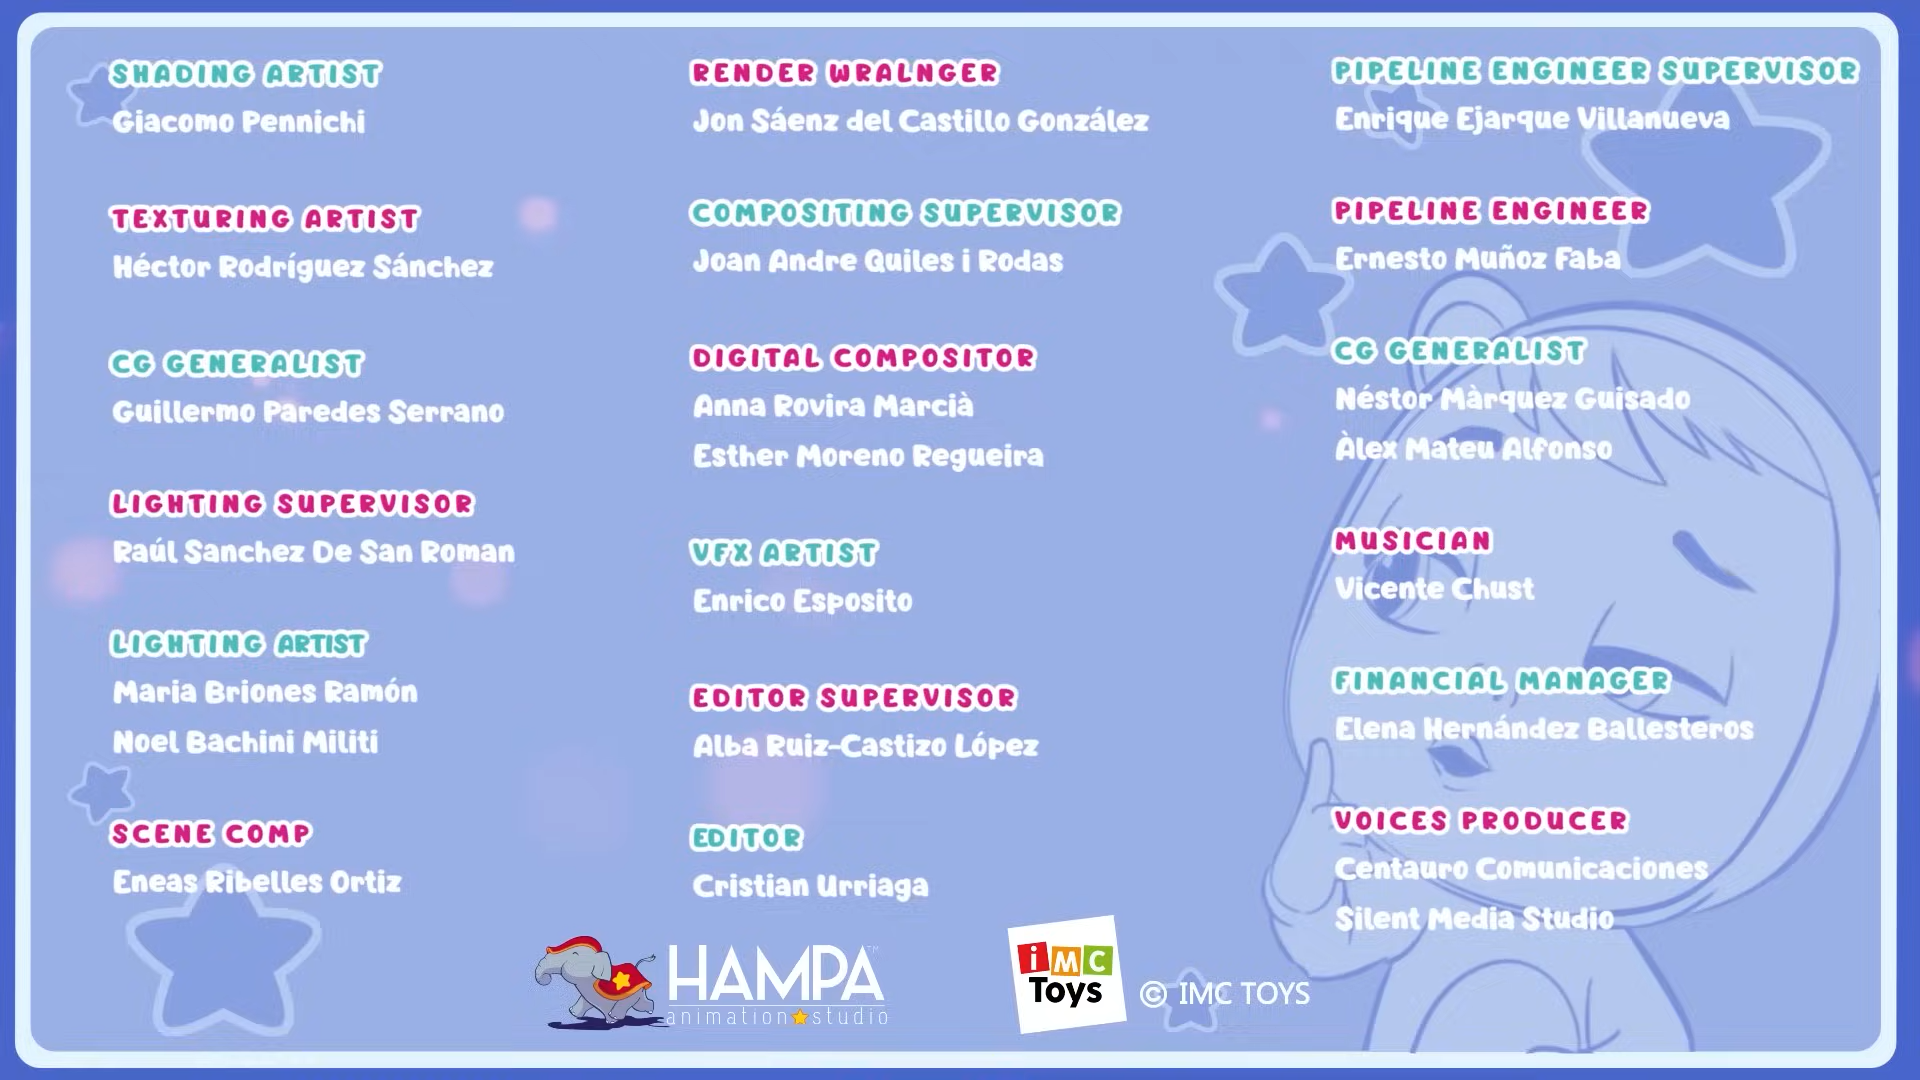 SHADING ARTIST
Giacomo Pennichi
TEXTURING ARTIST
Héctor Rodríguez Sánchez
CG GENERALIST
Guillermo Paredes Serrano
LIGHTING SUPERVISOR
Raúl Sanchez De San Roman
LIGHTING ARTIST
Maria Briones Ramón
Noel Bachini Militi
SCENE COMP
Eneas Ribelles Ortiz
RENDER WRALNGER
Jon Sáenz del Castillo González
COMPOSITING SUPERVISOR
Joan Andre Quiles i Rodas
DIGITAL COMPOSITOR
Anna Rovira Marcià
Esther Moreno Regueira
VFX ARTIST
Enrico Esposito
EDITOR SUPERVISOR
Alba Ruiz-Castizo López
EDITOR
Cristian Urriaga
PIPELINE ENGINEER SUPERVISOR
Enrique Ejarque Villanueva
PIPELINE ENGINEER
Ernesto Muñoz Faba
CG GENERALIST
Néstor Màrquez Guisado
Àlex Mateu Alfonso
MUSICIAN
Vicente Chust
FINANCIAL MANAGER
Elena Hernández Ballesteros
VOICES PRODUCER
Centauro Comunicaciones
Silent Media Studio
HAMPA™
animation studio
iMC
Toys
© IMC TOYS